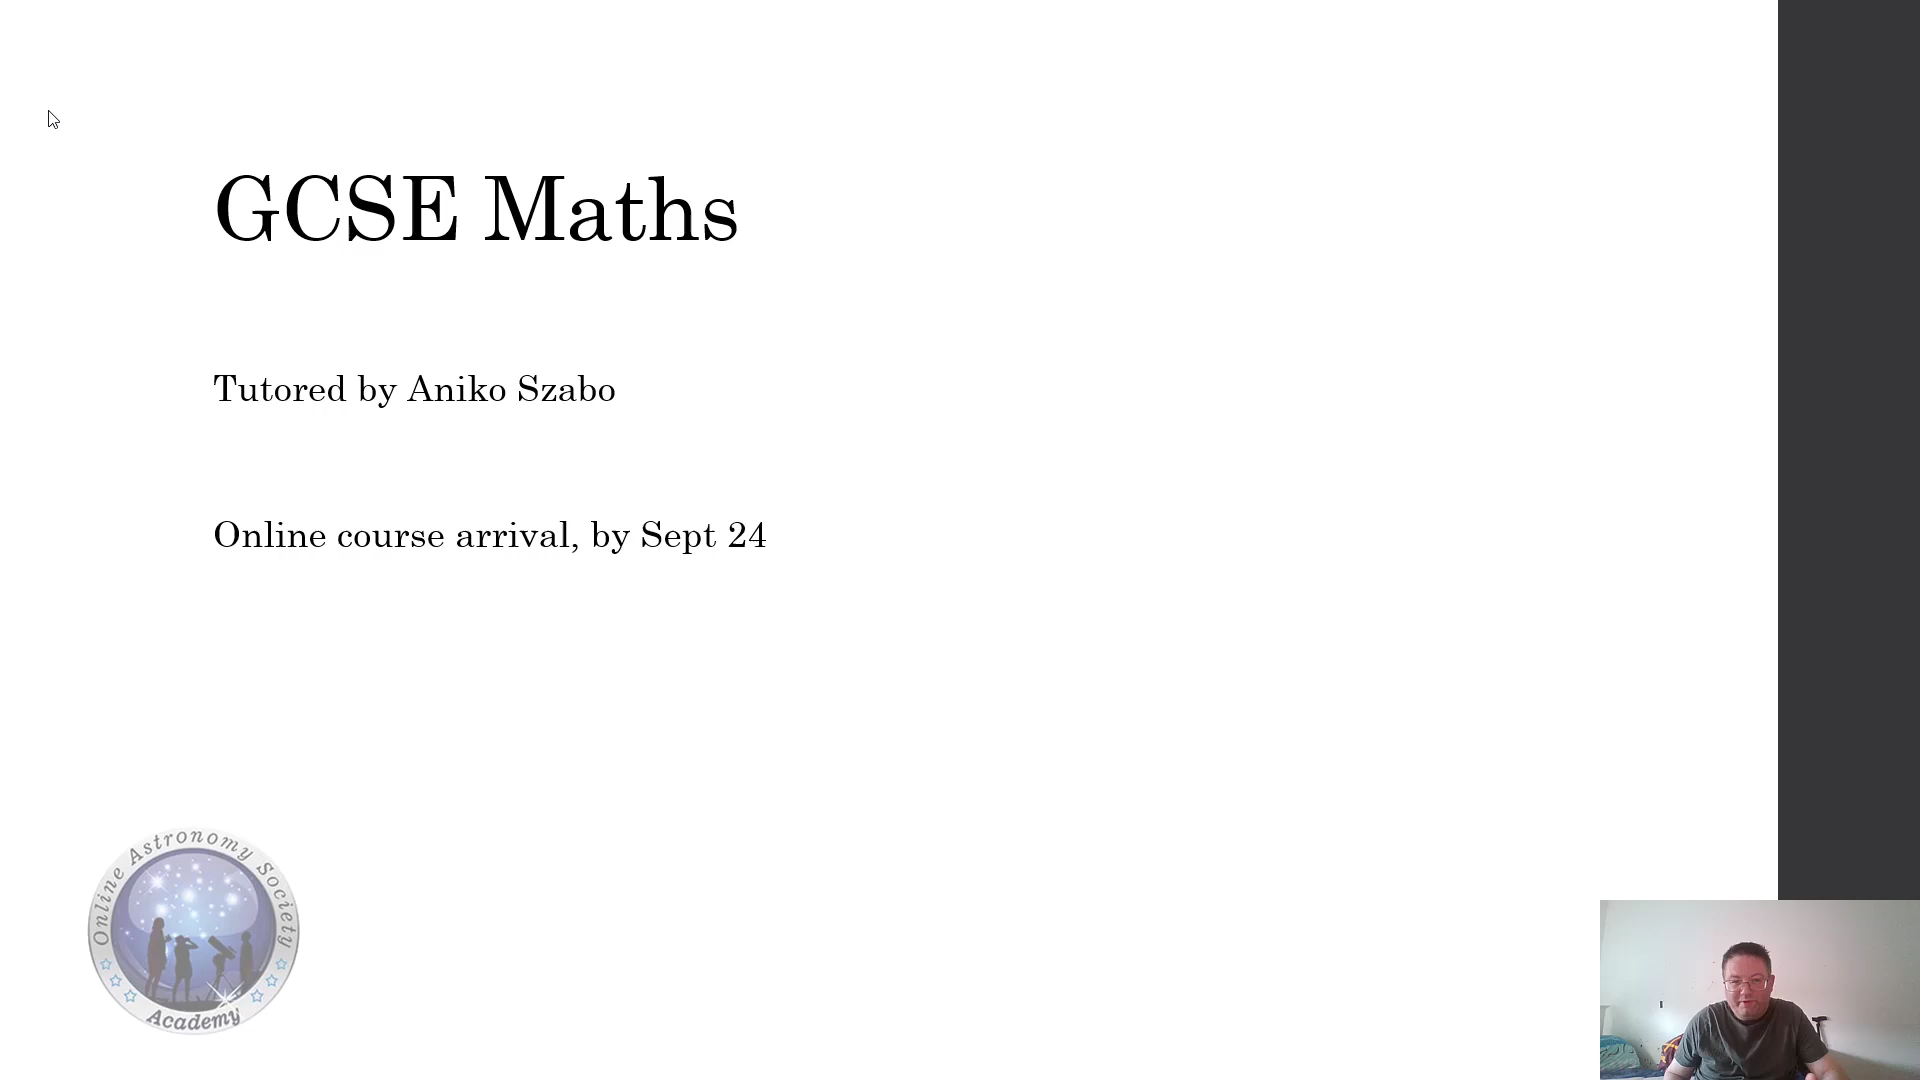 GCSE Maths
Tutored by Aniko Szabo
Online course arrival, by Sept 24
Online Astronomy Society
Academy